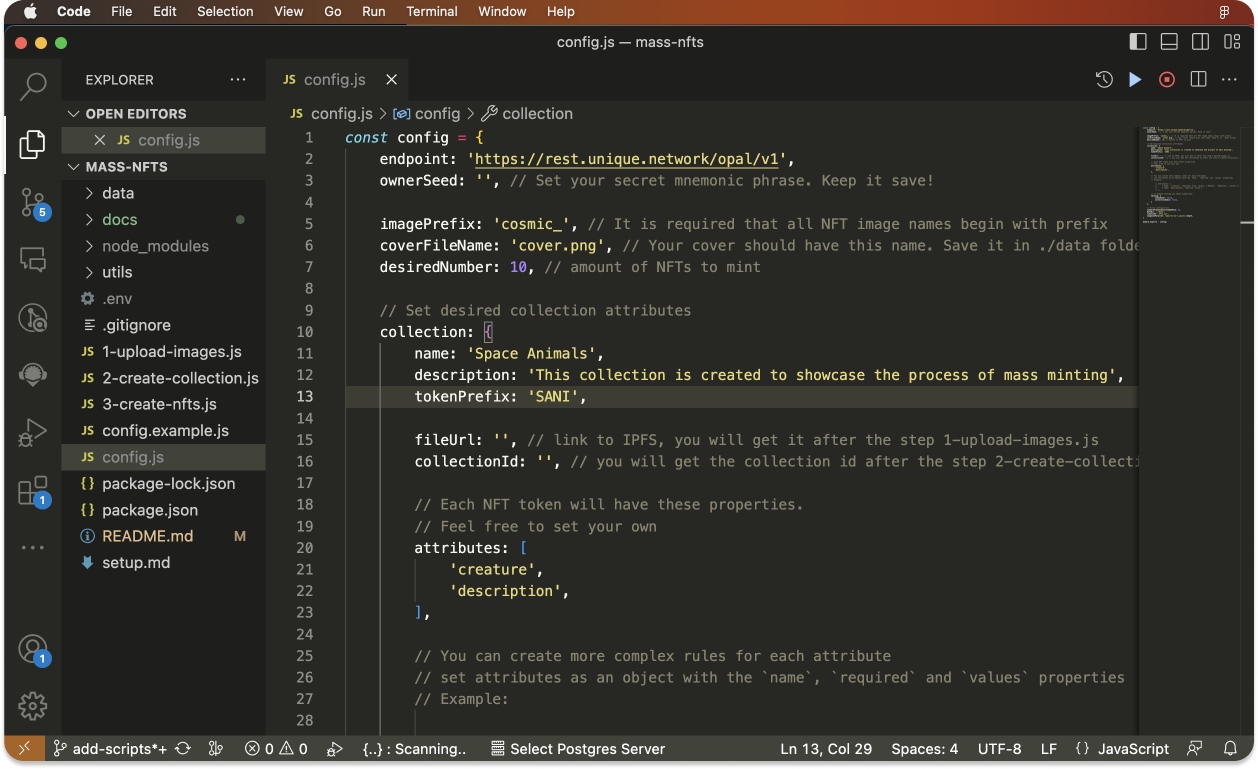 Code File Edit Selection View Go Run Terminal Window Help
config.js — mass-nfts
EXPLORER
OPEN EDITORS
JS config.js
MASS-NFTS
data
docs
node_modules
utils
.env
.gitignore
JS 1-upload-images.js
JS 2-create-collection.js
JS 3-create-nfts.js
JS config.example.js
JS config.js
{} package-lock.json
{} package.json
README.md M
setup.md
5
1
1
JS config.js
JS config.js > config > collection
1 const config = {
2 endpoint: 'https://rest.unique.network/opal/v1',
3 ownerSeed: '', // Set your secret mnemonic phrase. Keep it save!
4
5 imagePrefix: 'cosmic_', // It is required that all NFT image names begin with prefix
6 coverFileName: 'cover.png', // Your cover should have this name. Save it in ./data folde
7 desiredNumber: 10, // amount of NFTs to mint
8
9 // Set desired collection attributes
10 collection: {
11 name: 'Space Animals',
12 description: 'This collection is created to showcase the process of mass minting',
13 tokenPrefix: 'SANI',
14
15 fileUrl: '', // link to IPFS, you will get it after the step 1-upload-images.js
16 collectionId: '', // you will get the collection id after the step 2-create-collecti
17
18 // Each NFT token will have these properties.
19 // Feel free to set your own
20 attributes: [
21 'creature',
22 'description',
23 ],
24
25 // You can create more complex rules for each attribute
26 // set attributes as an object with the `name`, `required` and `values` properties
27 // Example:
28
add-scripts*+ 0 0 {..} : Scanning.. Select Postgres Server Ln 13, Col 29 Spaces: 4 UTF-8 LF {} JavaScript